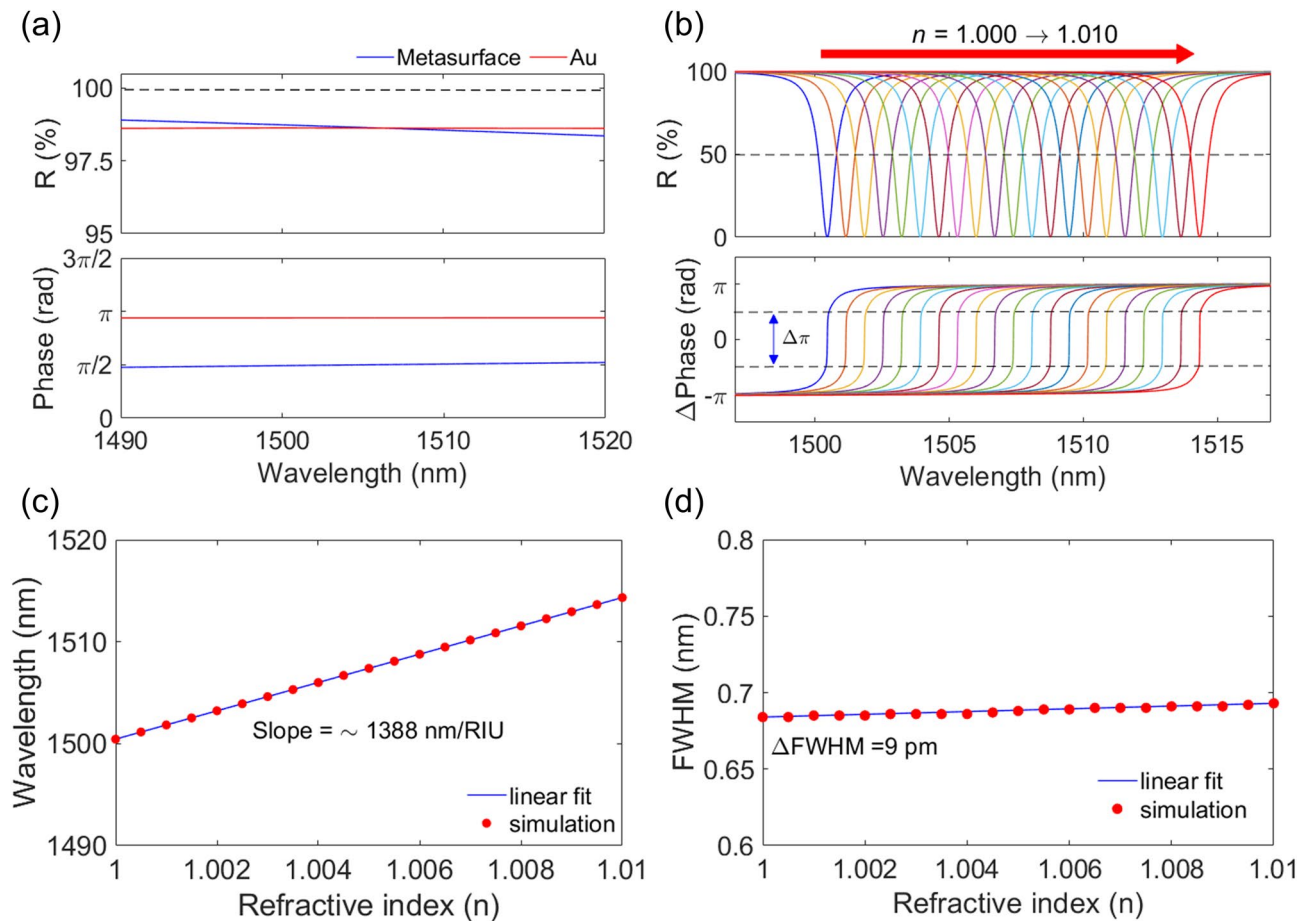 (a)
Metasurface Au
100
97.5
95
R (%)
3π/2
π
π/2
0
Phase (rad)
1490 1500 1510 1520
Wavelength (nm)
(b)
n = 1.000 → 1.010
100
50
0
R (%)
π
0
-π
ΔPhase (rad)
Δπ
1500 1505 1510 1515
Wavelength (nm)
(c)
1520
1510
1500
1490
Wavelength (nm)
Slope = ~ 1388 nm/RIU
linear fit
simulation
1 1.002 1.004 1.006 1.008 1.01
Refractive index (n)
(d)
0.8
0.75
0.7
0.65
0.6
FWHM (nm)
ΔFWHM =9 pm
linear fit
simulation
1 1.002 1.004 1.006 1.008 1.01
Refractive index (n)